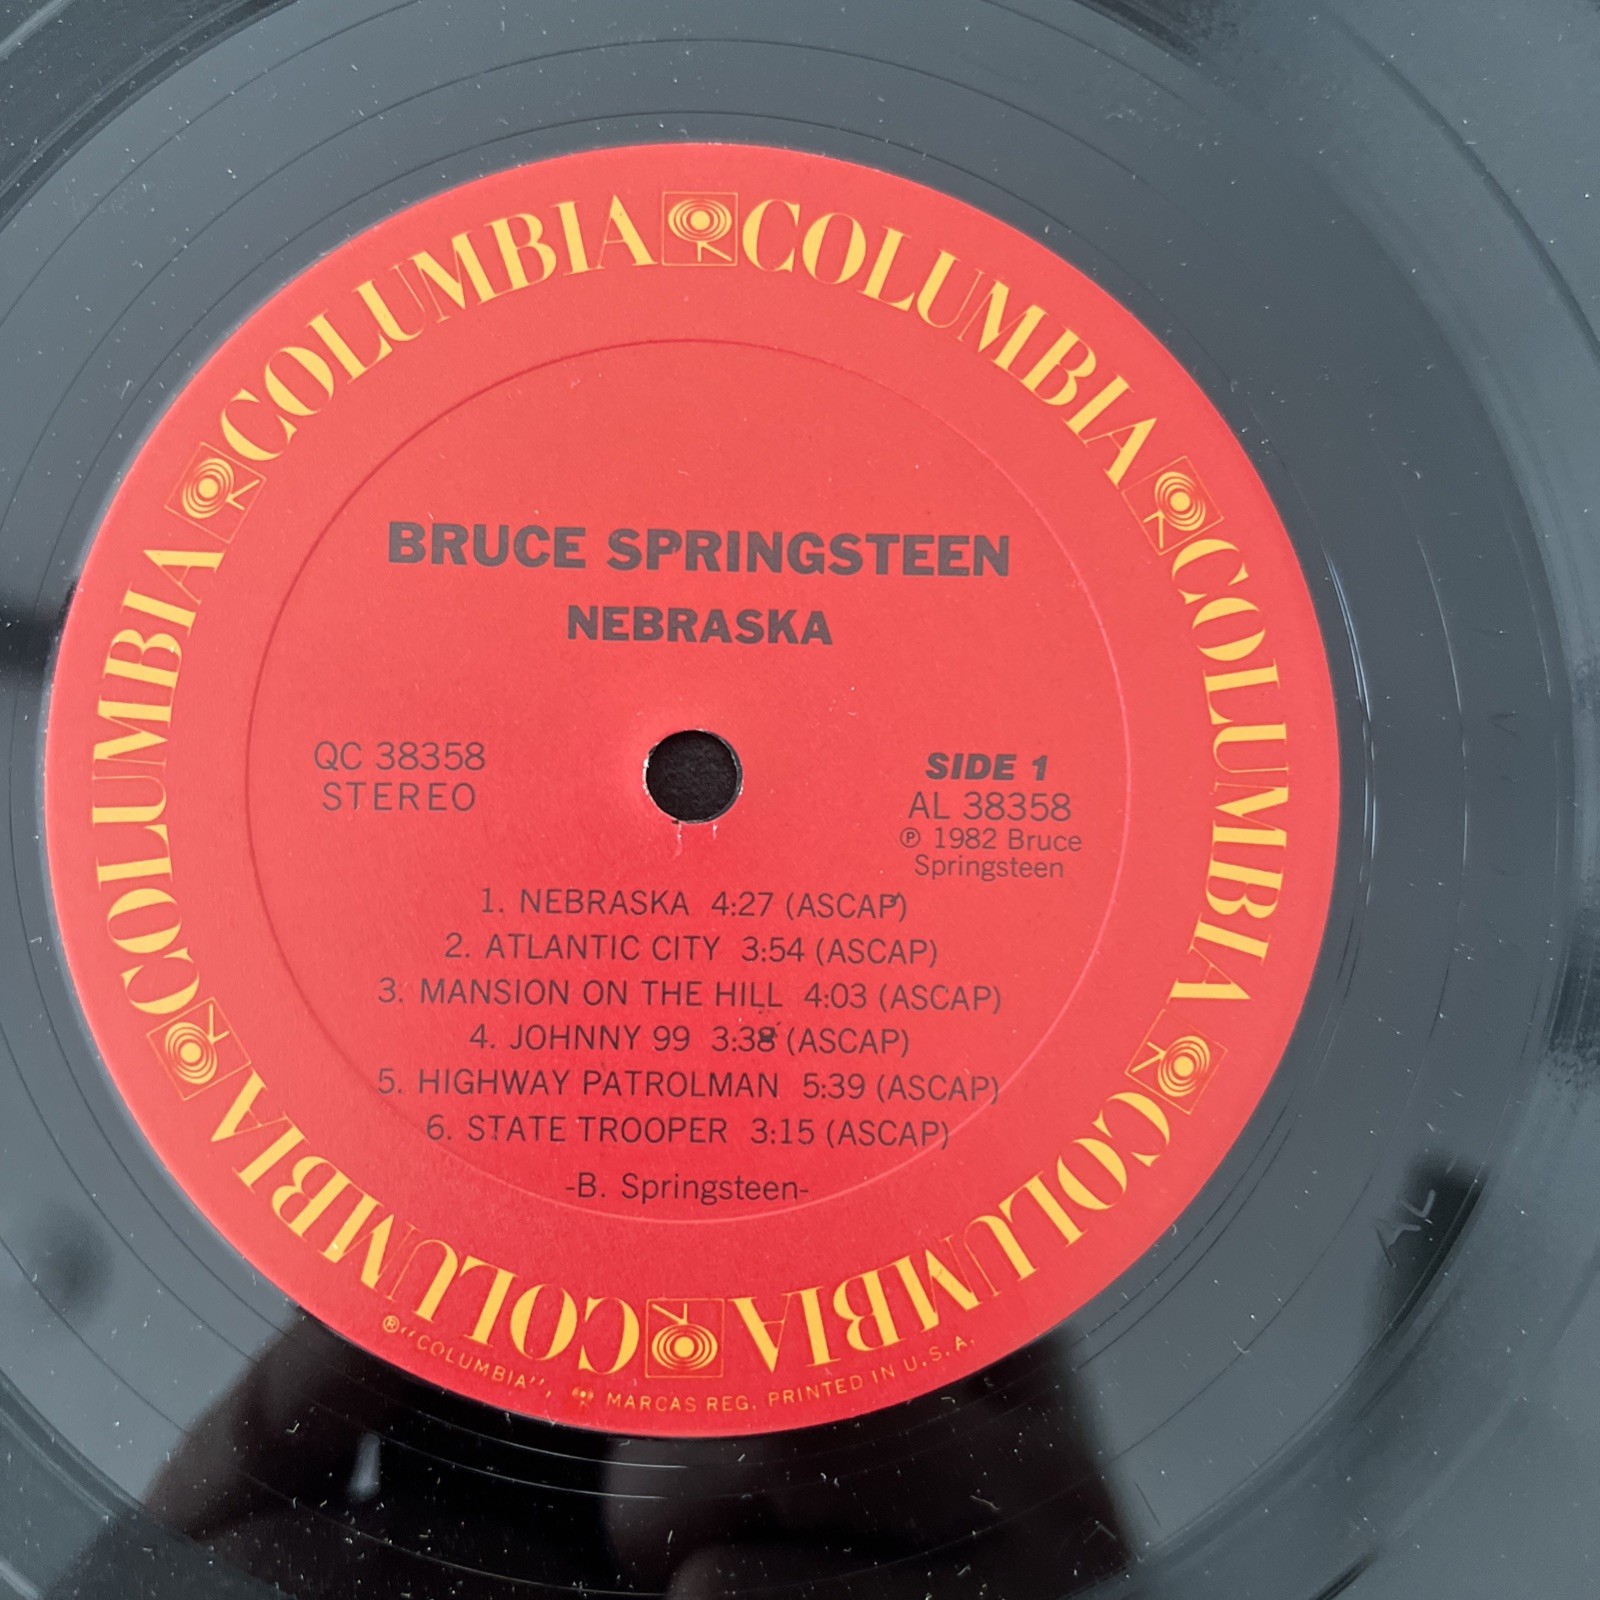 COLUMBIA COLUMBIA COLUMBIA COLUMBIA COLUMBIA COLUMBIA
BRUCE SPRINGSTEEN
NEBRASKA
QC 38358
STEREO
SIDE 1
AL 38358
℗ 1982 Bruce
Springsteen
1. NEBRASKA 4:27 (ASCAP)
2. ATLANTIC CITY 3:54 (ASCAP)
3. MANSION ON THE HILL 4:03 (ASCAP)
4. JOHNNY 99 3:38 (ASCAP)
5. HIGHWAY PATROLMAN 5:39 (ASCAP)
6. STATE TROOPER 3:15 (ASCAP)
-B. Springsteen-
®"COLUMBIA", MARCAS REG. PRINTED IN U.S.A.
AL